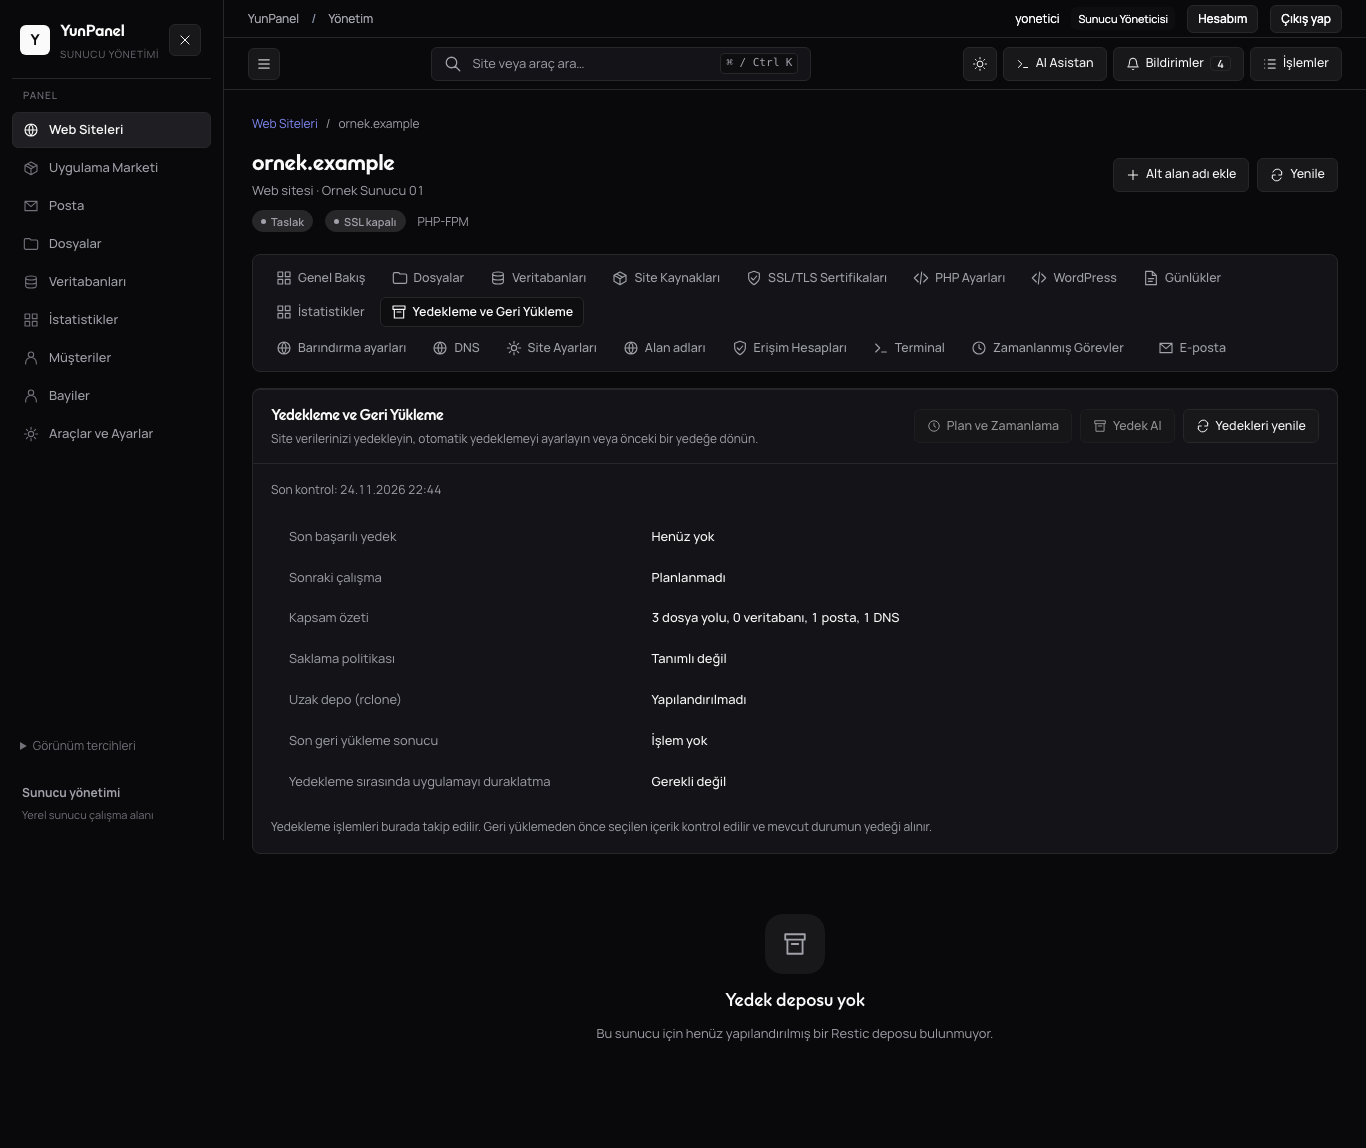 Y
YunPanel
SUNUCU YÖNETİMİ
YunPanel / Yönetim
yonetici Sunucu Yöneticisi Hesabım Çıkış yap
Site veya araç ara… ⌘ / Ctrl K
AI Asistan Bildirimler 4 İşlemler
PANEL
Web Siteleri
Uygulama Marketi
Posta
Dosyalar
Veritabanları
İstatistikler
Müşteriler
Bayiler
Araçlar ve Ayarlar
Görünüm tercihleri
Sunucu yönetimi
Yerel sunucu çalışma alanı
Web Siteleri / ornek.example
ornek.example
Web sitesi · Ornek Sunucu 01
Taslak SSL kapalı PHP-FPM
Alt alan adı ekle Yenile
Genel Bakış Dosyalar Veritabanları Site Kaynakları SSL/TLS Sertifikaları PHP Ayarları WordPress Günlükler
İstatistikler Yedekleme ve Geri Yükleme
Barındırma ayarları DNS Site Ayarları Alan adları Erişim Hesapları Terminal Zamanlanmış Görevler E-posta
Yedekleme ve Geri Yükleme
Site verilerinizi yedekleyin, otomatik yedeklemeyi ayarlayın veya önceki bir yedeğe dönün.
Plan ve Zamanlama Yedek Al Yedekleri yenile
Son kontrol: 24.11.2026 22:44
Son başarılı yedek Henüz yok
Sonraki çalışma Planlanmadı
Kapsam özeti 3 dosya yolu, 0 veritabanı, 1 posta, 1 DNS
Saklama politikası Tanımlı değil
Uzak depo (rclone) Yapılandırılmadı
Son geri yükleme sonucu İşlem yok
Yedekleme sırasında uygulamayı duraklatma Gerekli değil
Yedekleme işlemleri burada takip edilir. Geri yüklemeden önce seçilen içerik kontrol edilir ve mevcut durumun yedeği alınır.
Yedek deposu yok
Bu sunucu için henüz yapılandırılmış bir Restic deposu bulunmuyor.